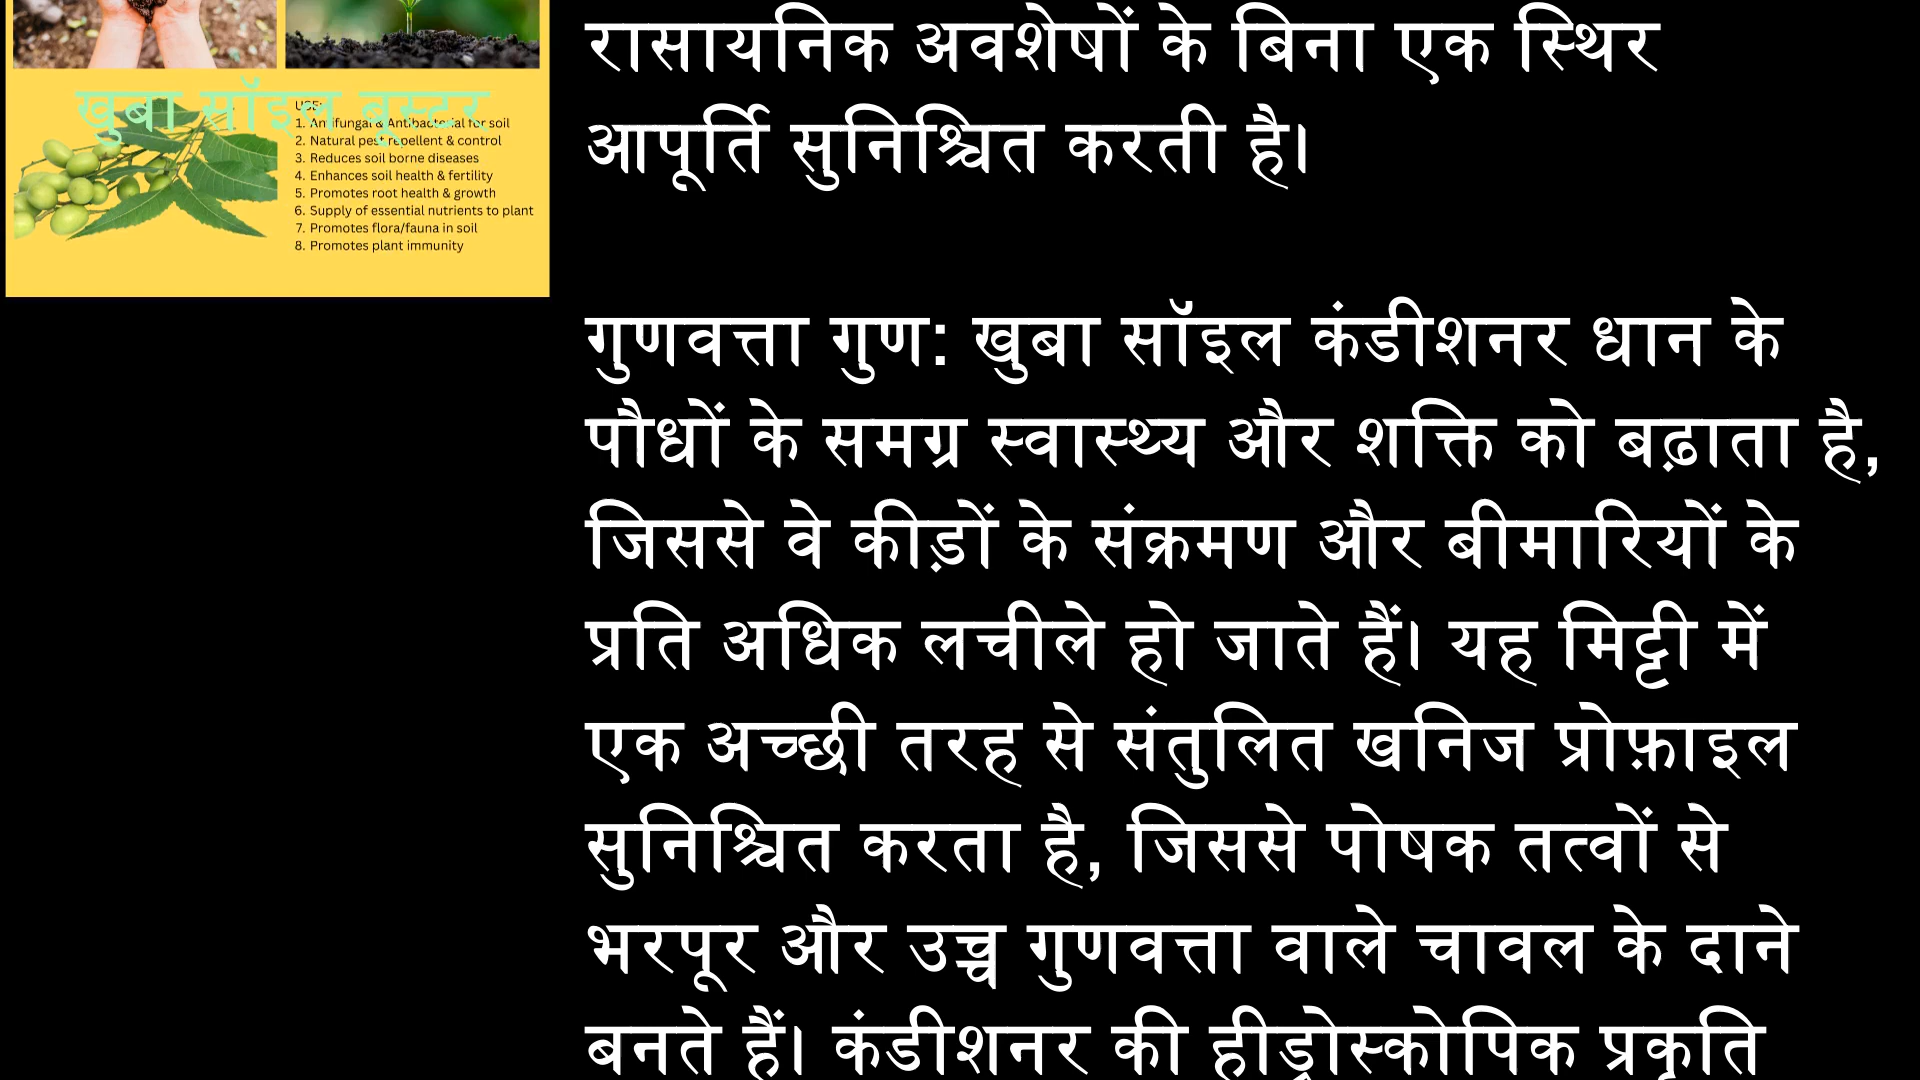 खुबा सॉइल बूस्टर
USE:
1. Antifungal & Antibacterial for soil
2. Natural pest repellent & control
3. Reduces soil borne diseases
4. Enhances soil health & fertility
5. Promotes root health & growth
6. Supply of essential nutrients to plant
7. Promotes flora/fauna in soil
8. Promotes plant immunity
रासायनिक अवशेषों के बिना एक स्थिर
आपूर्ति सुनिश्चित करती है।
गुणवत्ता गुण: खुबा सॉइल कंडीशनर धान के
पौधों के समग्र स्वास्थ्य और शक्ति को बढ़ाता है,
जिससे वे कीड़ों के संक्रमण और बीमारियों के
प्रति अधिक लचीले हो जाते हैं। यह मिट्टी में
एक अच्छी तरह से संतुलित खनिज प्रोफ़ाइल
सुनिश्चित करता है, जिससे पोषक तत्वों से
भरपूर और उच्च गुणवत्ता वाले चावल के दाने
बनते हैं। कंडीशनर की हीड्रोस्कोपिक प्रकृति